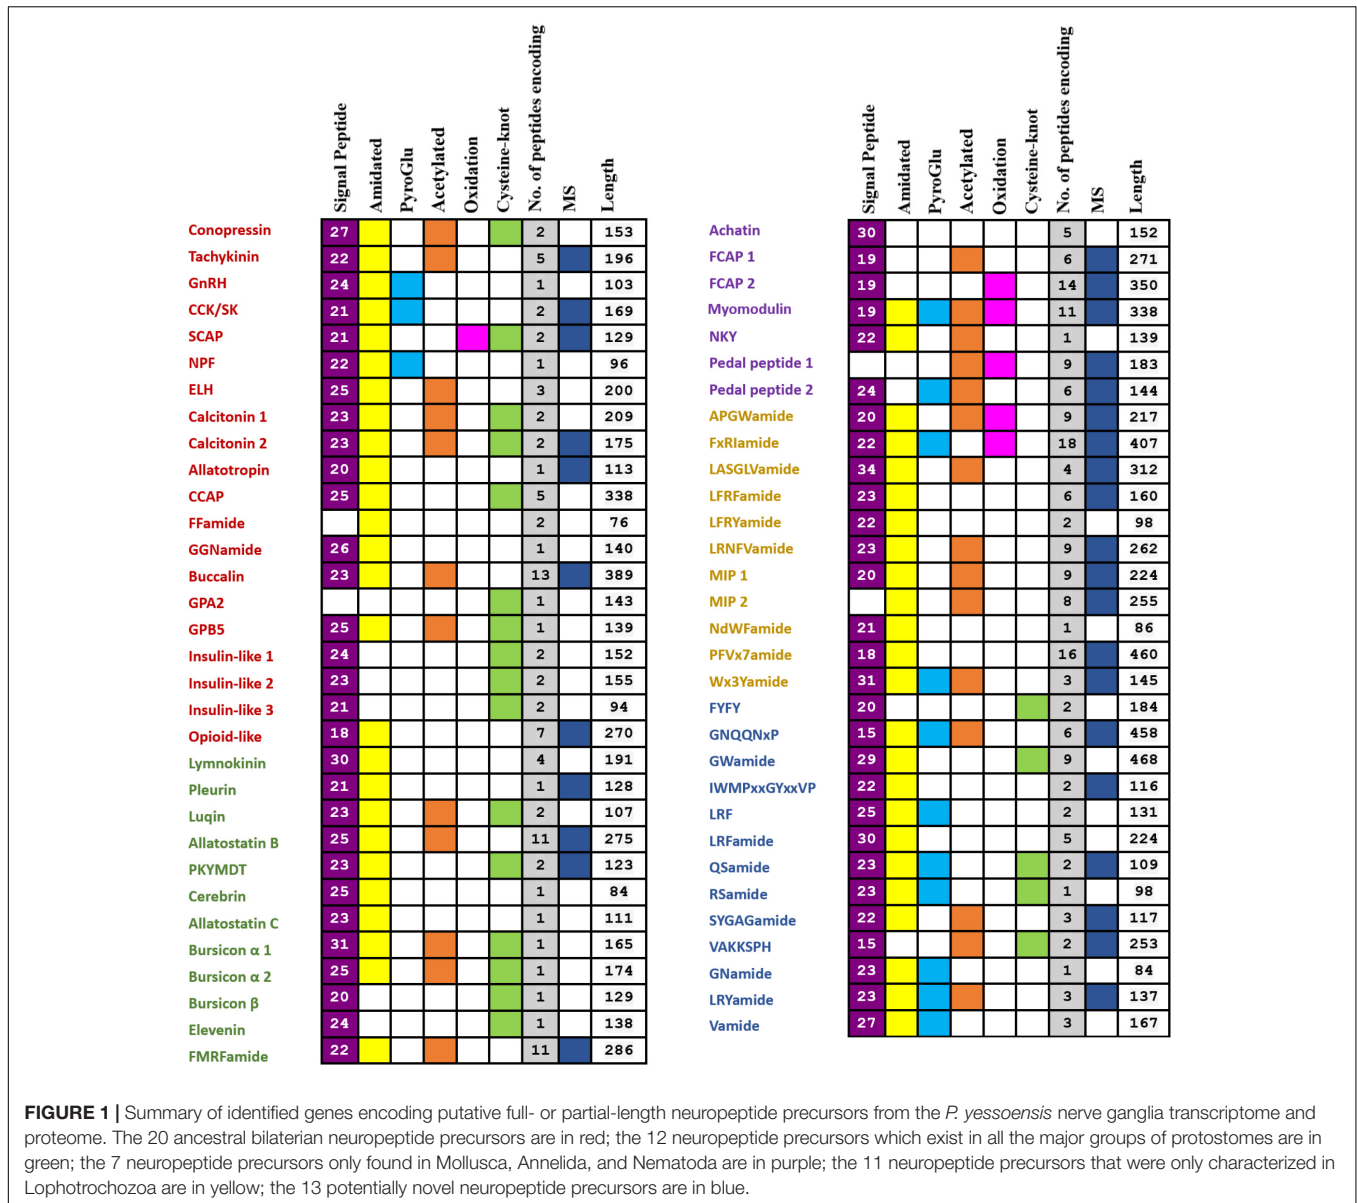 Signal Peptide Amidated PyroGlu Acetylated Oxidation Cysteine-knot No. of peptides encoding MS Length
Conopressin 27 2 153
Tachykinin 22 5 196
GnRH 24 1 103
CCK/SK 21 2 169
SCAP 21 2 129
NPF 22 1 96
ELH 25 3 200
Calcitonin 1 23 2 209
Calcitonin 2 23 2 175
Allatotropin 20 1 113
CCAP 25 5 338
FFamide 2 76
GGNamide 26 1 140
Buccalin 23 13 389
GPA2 1 143
GPB5 25 1 139
Insulin-like 1 24 2 152
Insulin-like 2 23 2 155
Insulin-like 3 21 2 94
Opioid-like 18 7 270
Lymnokinin 30 4 191
Pleurin 21 1 128
Luqin 23 2 107
Allatostatin B 25 11 275
PKYMDT 23 2 123
Cerebrin 25 1 84
Allatostatin C 23 1 111
Bursicon α 1 31 1 165
Bursicon α 2 25 1 174
Bursicon β 20 1 129
Elevenin 24 1 138
FMRFamide 22 11 286
Signal Peptide Amidated PyroGlu Acetylated Oxidation Cysteine-knot No. of peptides encoding MS Length
Achatin 30 5 152
FCAP 1 19 6 271
FCAP 2 19 14 350
Myomodulin 19 11 338
NKY 22 1 139
Pedal peptide 1 9 183
Pedal peptide 2 24 6 144
APGWamide 20 9 217
FxRIamide 22 18 407
LASGLVamide 34 4 312
LFRFamide 23 6 160
LFRYamide 22 2 98
LRNFVamide 23 9 262
MIP 1 20 9 224
MIP 2 8 255
NdWFamide 21 1 86
PFVx7amide 18 16 460
Wx3Yamide 31 3 145
FYFY 20 2 184
GNQQNxP 15 6 458
GWamide 29 9 468
IWMPxxGYxxVP 22 2 116
LRF 25 2 131
LRFamide 30 5 224
QSamide 23 2 109
RSamide 23 1 98
SYGAGamide 22 3 117
VAKKSPH 15 2 253
GNamide 23 1 84
LRYamide 23 3 137
Vamide 27 3 167
FIGURE 1 | Summary of identified genes encoding putative full- or partial-length neuropeptide precursors from the P. yessoensis nerve ganglia transcriptome and
proteome. The 20 ancestral bilaterian neuropeptide precursors are in red; the 12 neuropeptide precursors which exist in all the major groups of protostomes are in
green; the 7 neuropeptide precursors only found in Mollusca, Annelida, and Nematoda are in purple; the 11 neuropeptide precursors that were only characterized in
Lophotrochozoa are in yellow; the 13 potentially novel neuropeptide precursors are in blue.